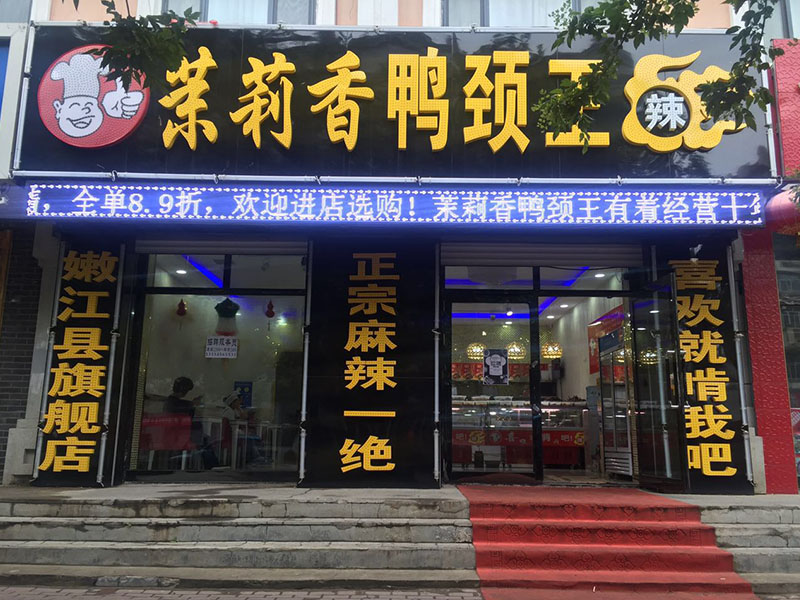 茉莉香鸭颈王
辣
，全单8.9折，欢迎进店选购！茉莉香鸭颈王有着经营十
嫩江县旗舰店
正宗麻辣一绝
喜欢就啃我吧